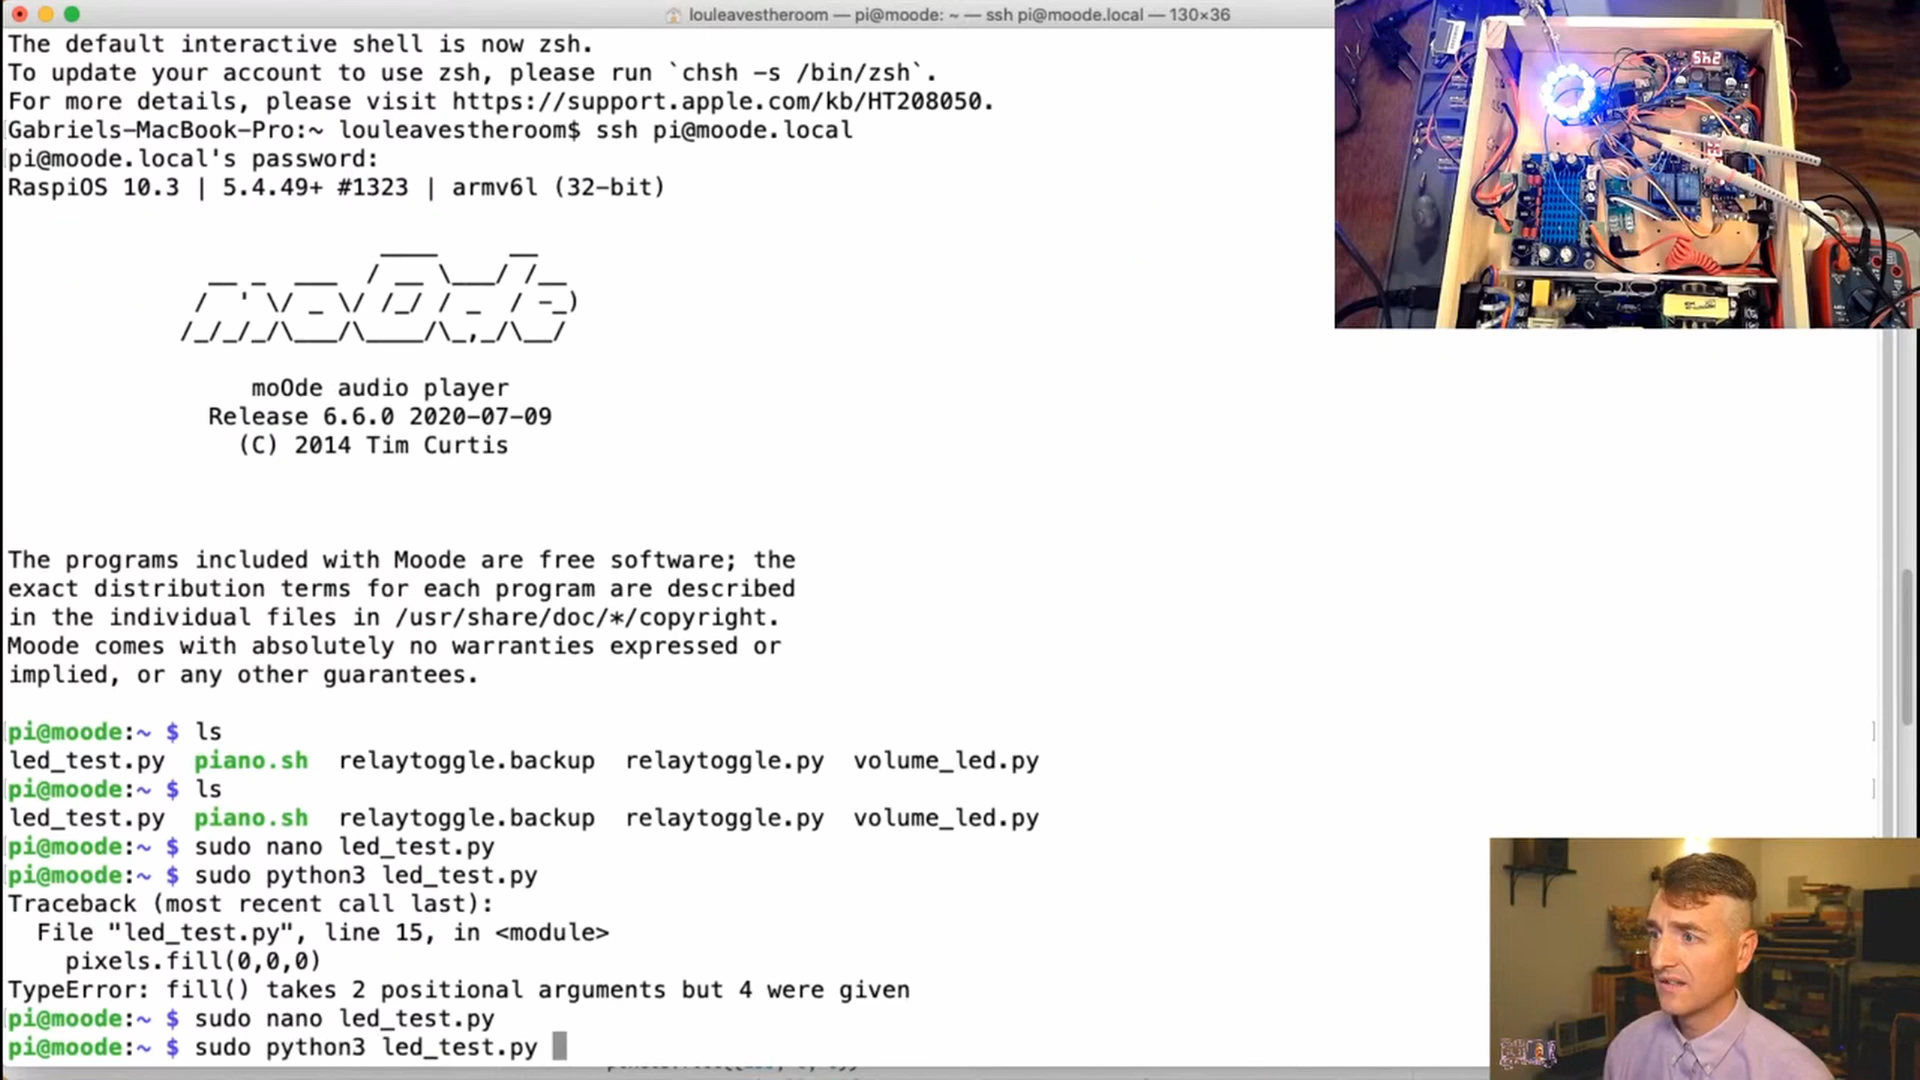 louleavestheroom — pi@moode: ~ — ssh pi@moode.local — 130×36
The default interactive shell is now zsh.
To update your account to use zsh, please run `chsh -s /bin/zsh`.
For more details, please visit https://support.apple.com/kb/HT208050.
Gabriels-MacBook-Pro:~ louleavestheroom$ ssh pi@moode.local
pi@moode.local's password:
RaspiOS 10.3 | 5.4.49+ #1323 | armv6l (32-bit)
moOde
moOde audio player
Release 6.6.0 2020-07-09
(C) 2014 Tim Curtis
The programs included with Moode are free software; the
exact distribution terms for each program are described
in the individual files in /usr/share/doc/*/copyright.
Moode comes with absolutely no warranties expressed or
implied, or any other guarantees.
pi@moode:~ $ ls
led_test.py piano.sh relaytoggle.backup relaytoggle.py volume_led.py
pi@moode:~ $ ls
led_test.py piano.sh relaytoggle.backup relaytoggle.py volume_led.py
pi@moode:~ $ sudo nano led_test.py
pi@moode:~ $ sudo python3 led_test.py
Traceback (most recent call last):
File "led_test.py", line 15, in <module>
pixels.fill(0,0,0)
TypeError: fill() takes 2 positional arguments but 4 were given
pi@moode:~ $ sudo nano led_test.py
pi@moode:~ $ sudo python3 led_test.py